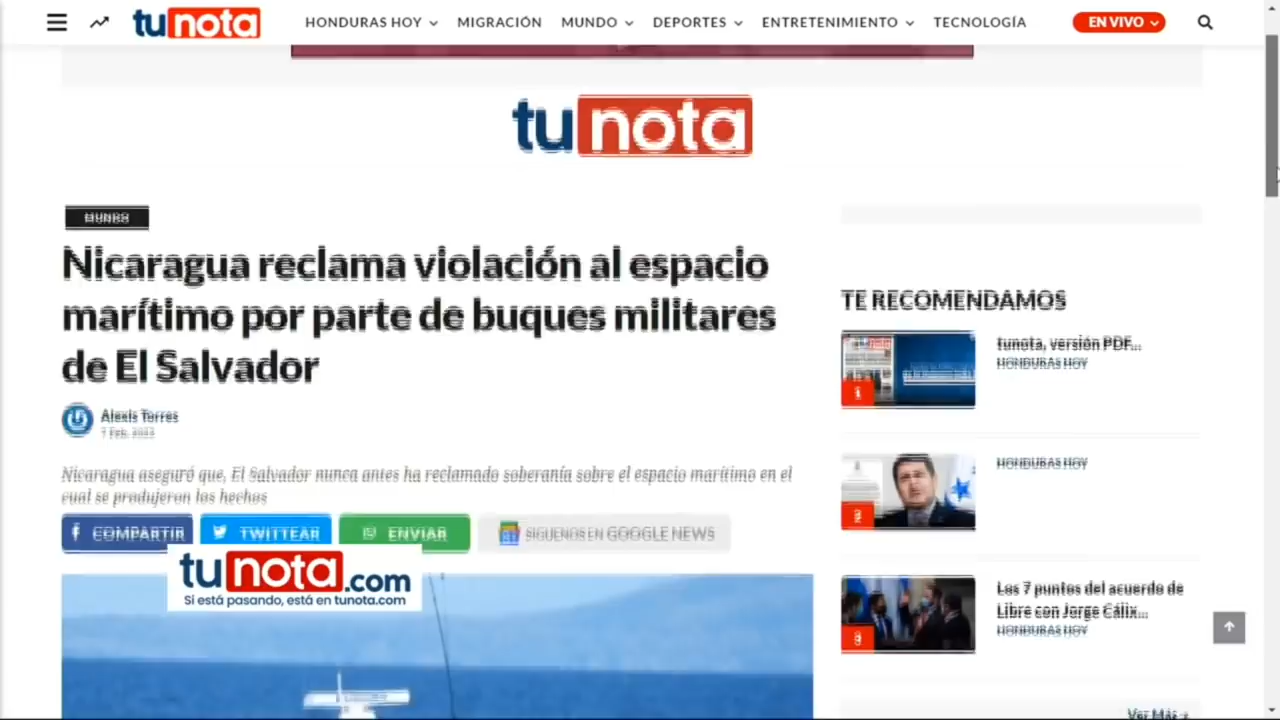 tunota
HONDURAS HOY
MIGRACIÓN
MUNDO
DEPORTES
ENTRETENIMIENTO
TECNOLOGÍA
EN VIVO
tunota
MUNDO
Nicaragua reclama violación al espacio
marítimo por parte de buques militares
de El Salvador
Alexis Torres
Nicaragua aseguró que, El Salvador nunca antes ha reclamado soberanía sobre el espacio marítimo en el
cual se produjeron los hechos
COMPARTIR
TWITTEAR
ENVIAR
SIGUENOS EN GOOGLE NEWS
tunota.com
Si está pasando, está en tunota.com
TE RECOMENDAMOS
1
tunota, versión PDF...
HONDURAS HOY
2
HONDURAS HOY
3
Los 7 puntos del acuerdo de
Libre con Jorge Cálix...
HONDURAS HOY
Ver Más